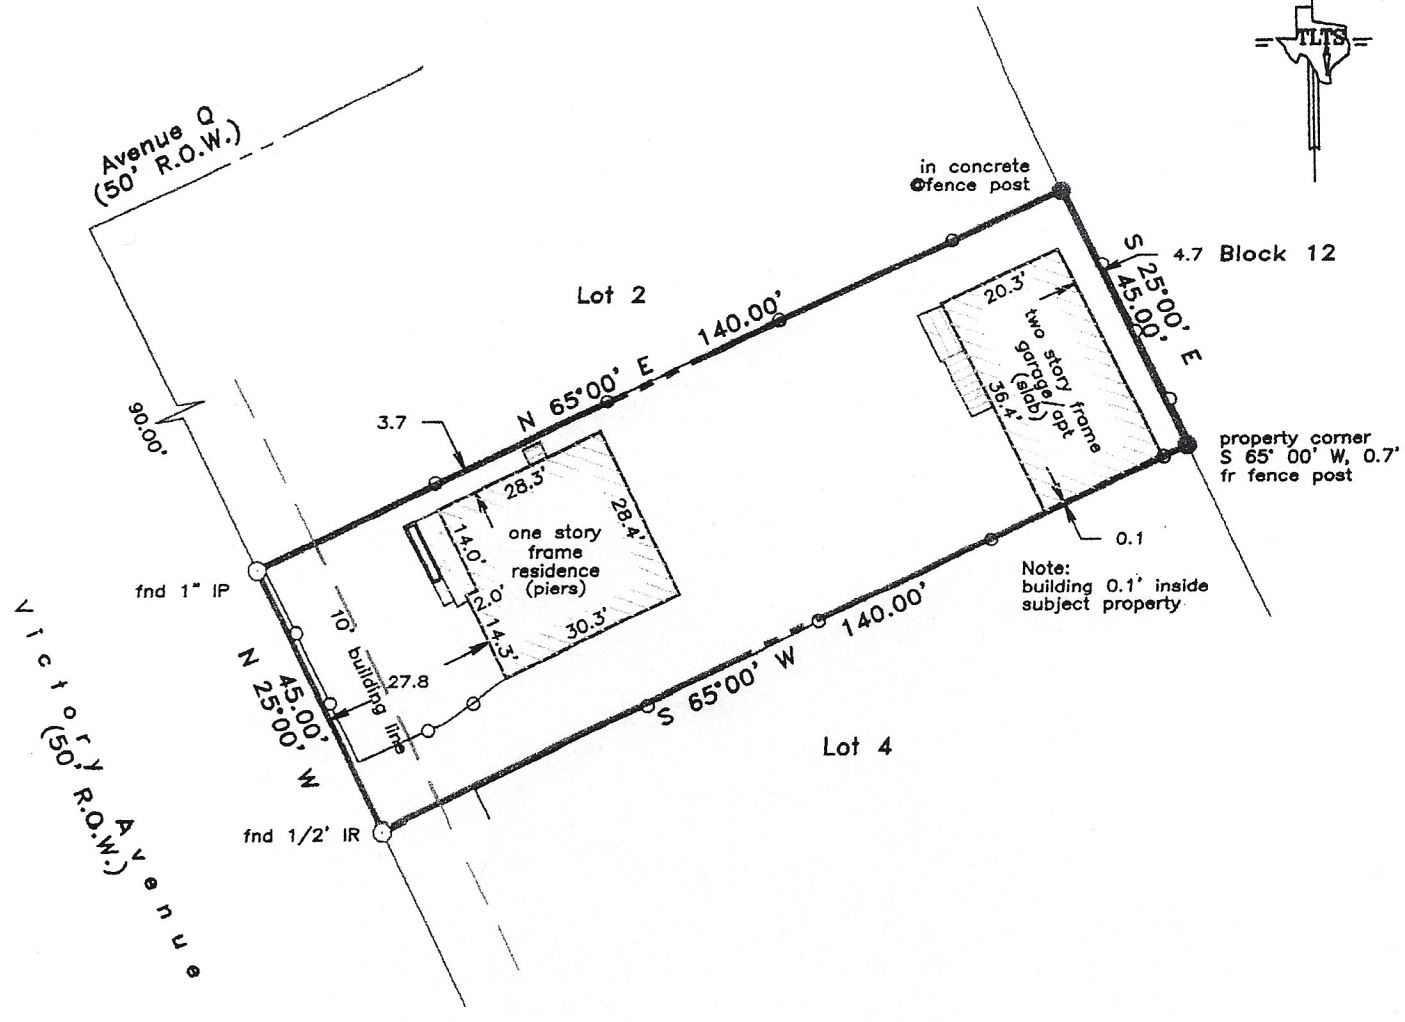 TLTS
Avenue Q
(50' R.O.W.)
in concrete
@fence post
4.7
Block 12
S 25°00' E
45.00'
Lot 2
140.00'
N 65°00' E
20.3'
two story frame
garage/apt
(slab)
36.4'
90.00'
3.7
property corner
S 65° 00' W, 0.7'
fr fence post
28.3'
28.4'
14.0'
one story
frame
residence
(piers)
12.0'
14.3'
30.3'
0.1
Note:
building 0.1' inside
subject property
fnd 1" IP
10' building line
27.8
45.00'
N 25°00' W
140.00'
S 65°00' W
Lot 4
fnd 1/2' IR
Victory Avenue
(50' R.O.W.)